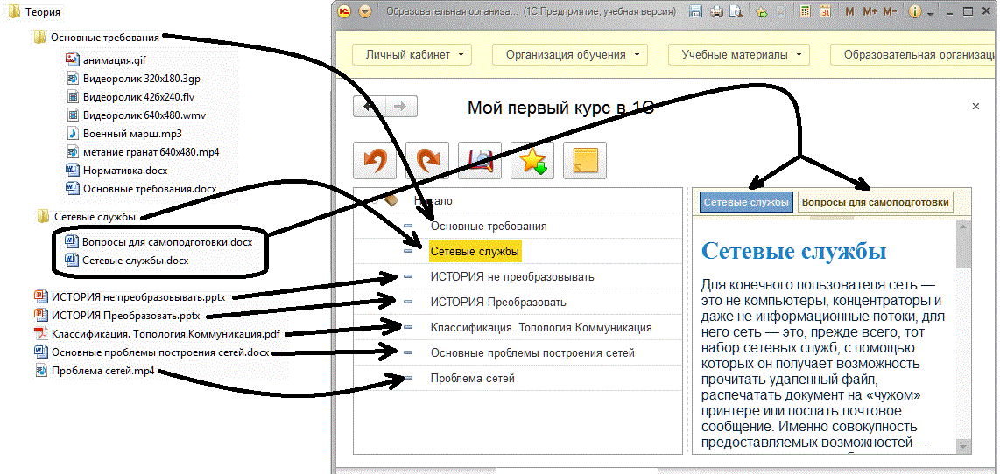 Теория
Основные требования
анимация.gif
Видеоролик 320x180.3gp
Видеоролик 426x240.flv
Видеоролик 640x480.wmv
Военный марш.mp3
метание гранат 640x480.mp4
Нормативка.docx
Основные требования.docx
Сетевые службы
Вопросы для самоподготовки.docx
Сетевые службы.docx
ИСТОРИЯ не преобразовывать.pptx
ИСТОРИЯ Преобразовать.pptx
Классификация. Топология.Коммуникация.pdf
Основные проблемы построения сетей.docx
Проблема сетей.mp4
Образовательная организа... (1С:Предприятие, учебная версия)
31 M M+ M-
Личный кабинет Организация обучения Учебные материалы Образовательная организаци
Мой первый курс в 1С
Начало
Основные требования
Сетевые службы
ИСТОРИЯ не преобразовывать
ИСТОРИЯ Преобразовать
Классификация. Топология.Коммуникация
Основные проблемы построения сетей
Проблема сетей
Сетевые службы Вопросы для самоподготовки
Сетевые службы
Для конечного пользователя сеть —
это не компьютеры, концентраторы и
даже не информационные потоки, для
него сеть — это, прежде всего, тот
набор сетевых служб, с помощью
которых он получает возможность
прочитать удаленный файл,
распечатать документ на «чужом»
принтере или послать почтовое
сообщение. Именно совокупность
предоставляемых возможностей —